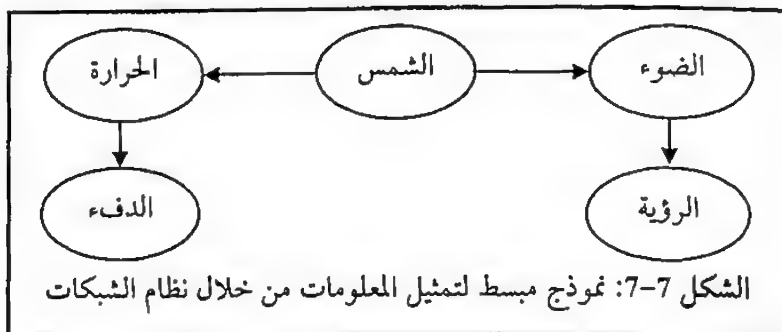 الضوء الشمس الحرارة
الرؤية الدفء
الشكل 7-7: نموذج مبسط لتمثيل المعلومات من خلال نظام الشبكات